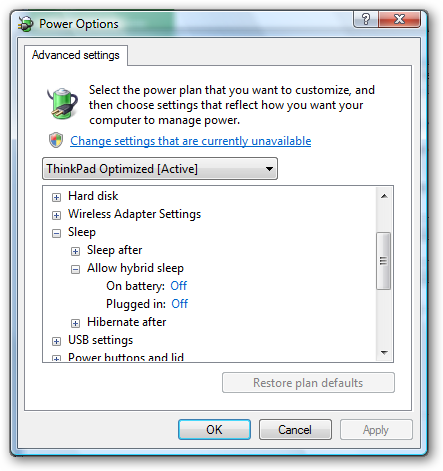 Power Options
Advanced settings
Select the power plan that you want to customize, and
then choose settings that reflect how you want your
computer to manage power.
Change settings that are currently unavailable
ThinkPad Optimized [Active]
Hard disk
Wireless Adapter Settings
Sleep
Sleep after
Allow hybrid sleep
On battery: Off
Plugged in: Off
Hibernate after
USB settings
Power buttons and lid
Restore plan defaults
OK Cancel Apply